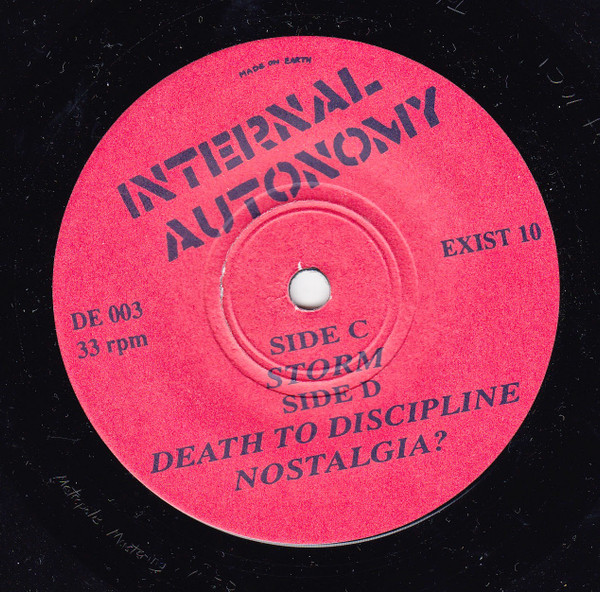 MADE ON EARTH
INTERNAL
AUTONOMY
EXIST 10
DE 003
33 rpm
SIDE C
STORM
SIDE D
DEATH TO DISCIPLINE
NOSTALGIA?